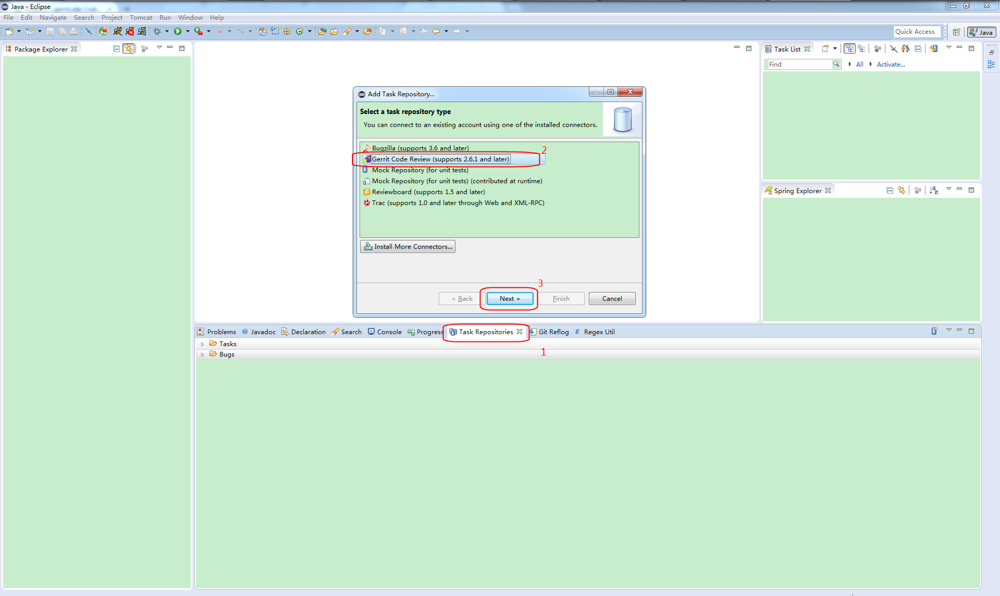 Java - Eclipse
File Edit Navigate Search Project Tomcat Run Window Help
Quick Access
Java
Package Explorer
Task List
Find
All
Activate...
Add Task Repository...
Select a task repository type
You can connect to an existing account using one of the installed connectors.
Bugzilla (supports 3.6 and later)
2
Gerrit Code Review (supports 2.6.1 and later)
Mock Repository (for unit tests)
Mock Repository (for unit tests) (contributed at runtime)
Reviewboard (supports 1.5 and later)
Trac (supports 1.0 and later through Web and XML-RPC)
Install More Connectors...
3
< Back
Next >
Finish
Cancel
Spring Explorer
Problems @ Javadoc Declaration Search Console Progress Task Repositories Git Reflog Regex Util
Tasks
1
Bugs